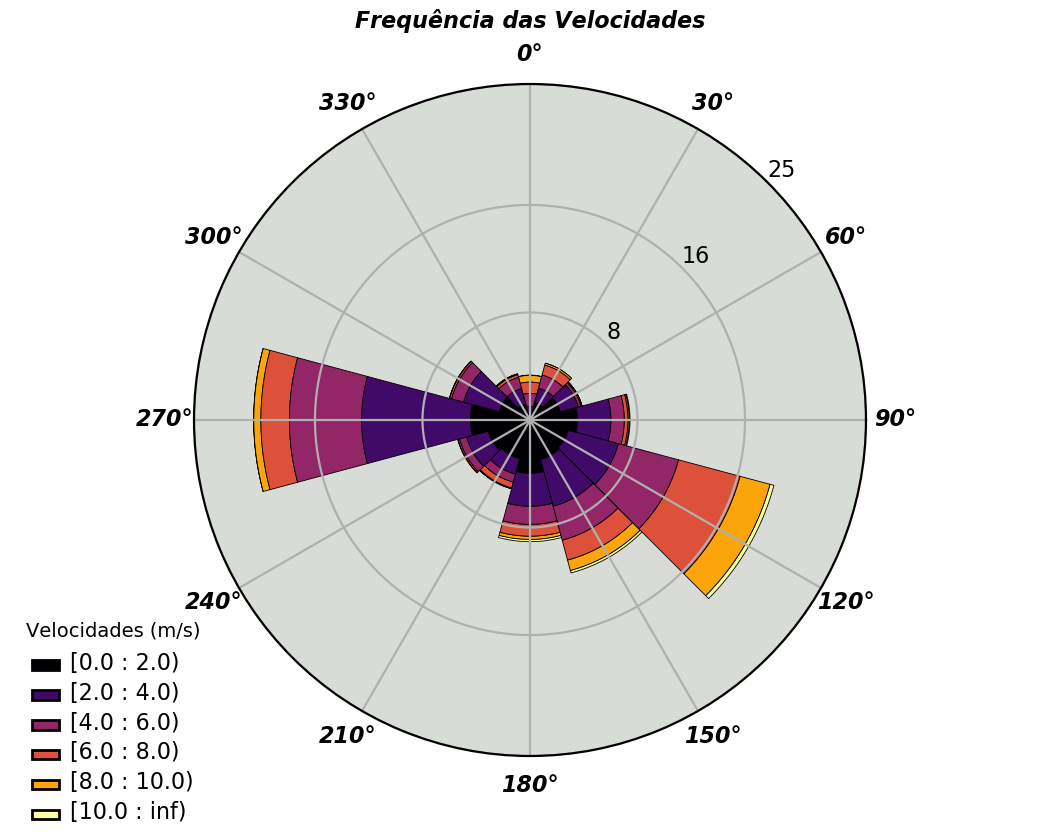 Frequência das Velocidades
0°
330°
30°
25
300°
60°
16
8
270°
90°
240°
120°
Velocidades (m/s)
[0.0 : 2.0)
[2.0 : 4.0)
[4.0 : 6.0)
210°
150°
[6.0 : 8.0)
180°
[8.0 : 10.0)
[10.0 : inf)